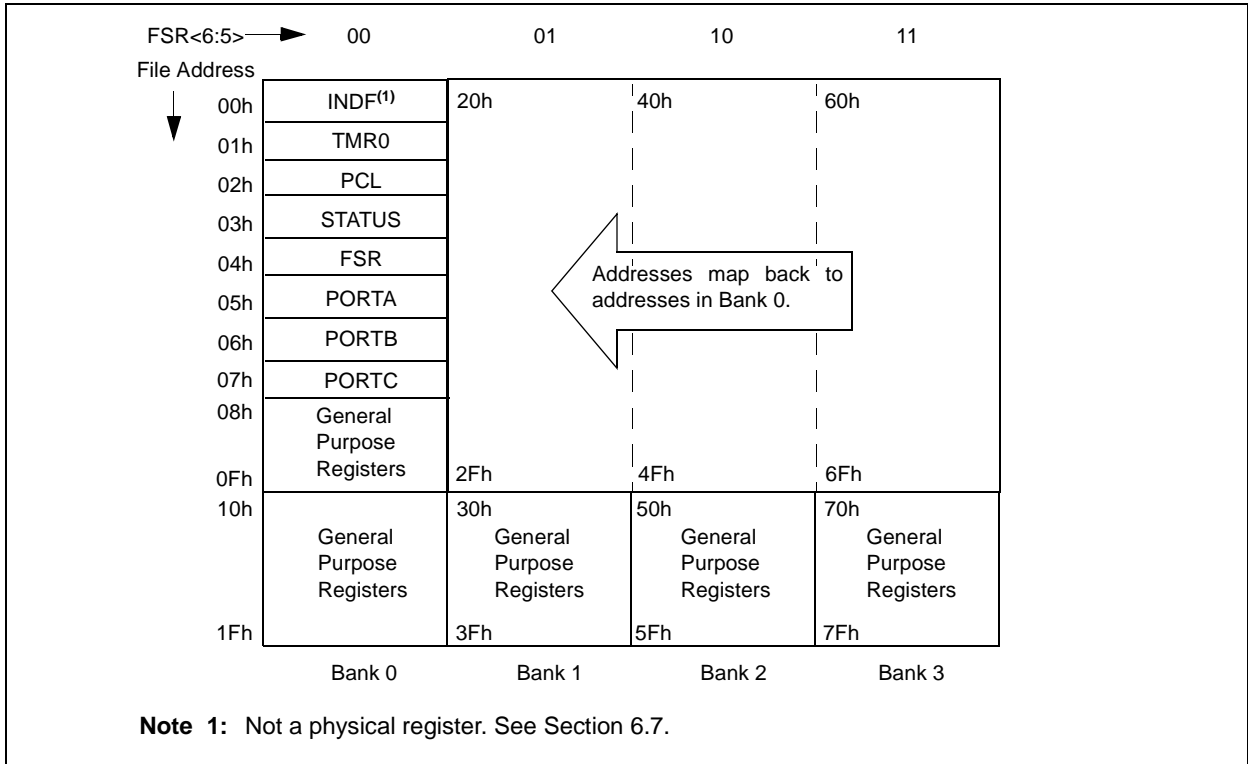 FSR<6:5> 00 01 10 11
File Address
00h INDF(1) 20h 40h 60h
01h TMR0
02h PCL
03h STATUS
04h FSR
Addresses map back to
addresses in Bank 0.
05h PORTA
06h PORTB
07h PORTC
08h General
Purpose
Registers
0Fh 2Fh 4Fh 6Fh
10h 30h 50h 70h
General General General General
Purpose Purpose Purpose Purpose
Registers Registers Registers Registers
1Fh 3Fh 5Fh 7Fh
Bank 0 Bank 1 Bank 2 Bank 3
Note 1: Not a physical register. See Section 6.7.